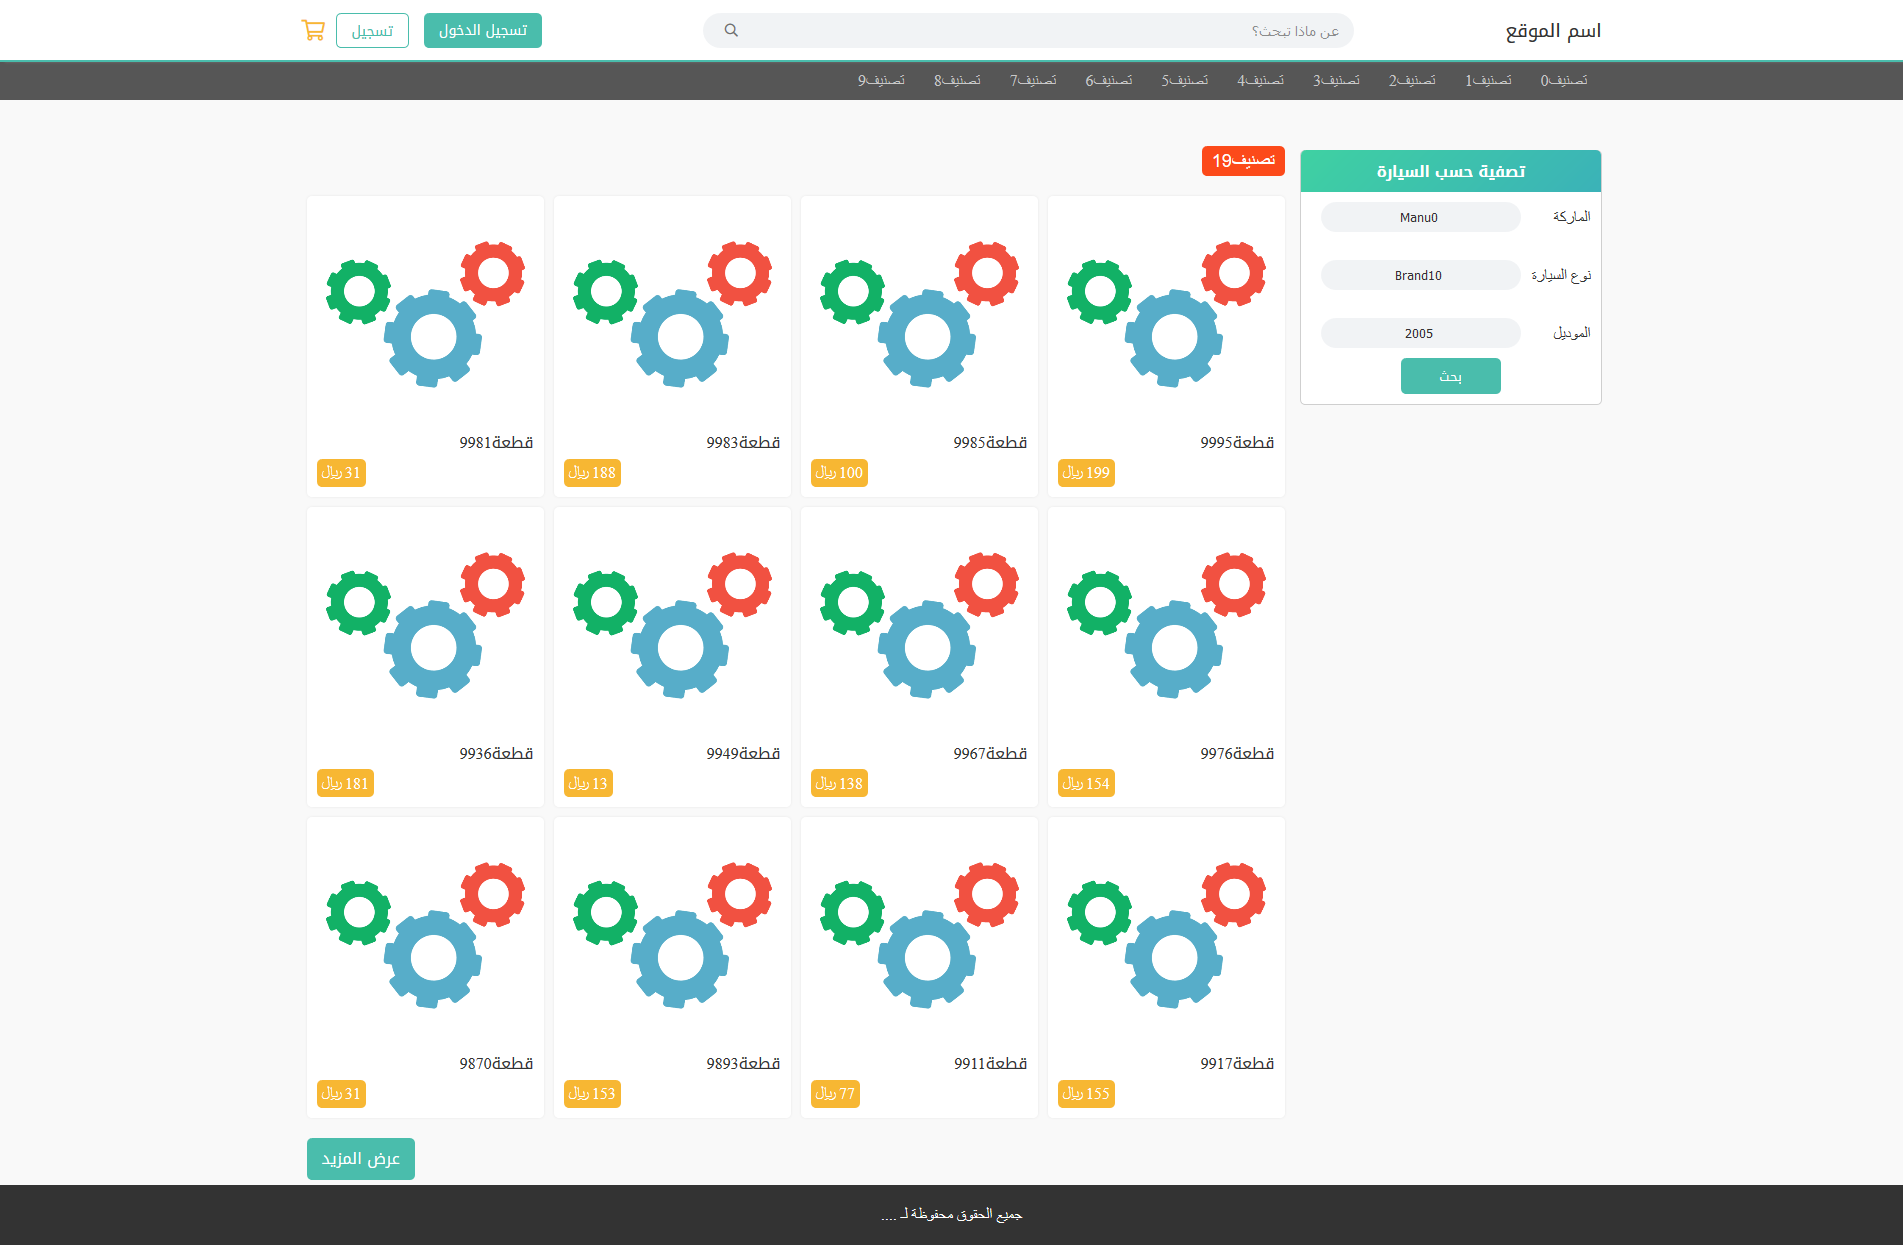 اسم الموقع
عن ماذا تبحث؟
تسجيل الدخول
تسجيل
تصنيف0 تصنيف1 تصنيف2 تصنيف3 تصنيف4 تصنيف5 تصنيف6 تصنيف7 تصنيف8 تصنيف9
تصفية حسب السيارة
الماركة Manu0
نوع السيارة Brand10
الموديل 2005
بحث
تصنيف19
قطعة9995 قطعة9985 قطعة9983 قطعة9981
199 ريال 100 ريال 188 ريال 31 ريال
قطعة9976 قطعة9967 قطعة9949 قطعة9936
154 ريال 138 ريال 13 ريال 181 ريال
قطعة9917 قطعة9911 قطعة9893 قطعة9870
155 ريال 77 ريال 153 ريال 31 ريال
عرض المزيد
جميع الحقوق محفوظة لـ ....